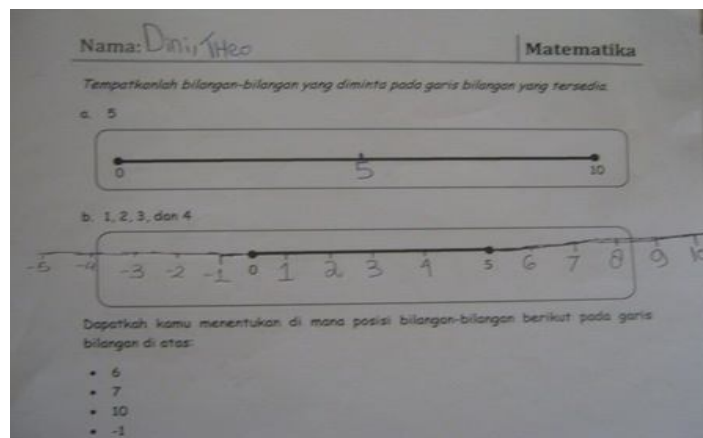 Nama: Dini, THeo
Matematika
Tempatkanlah bilangan-bilangan yang diminta pada garis bilangan yang tersedia.
a. 5
0 5 10
b. 1, 2, 3, dan 4
-5 -4 -3 -2 -1 0 1 2 3 4 5 6 7 8 9 10
Dapatkah kamu menentukan di mana posisi bilangan-bilangan berikut pada garis
bilangan di atas:
• 6
• 7
• 10
• -1